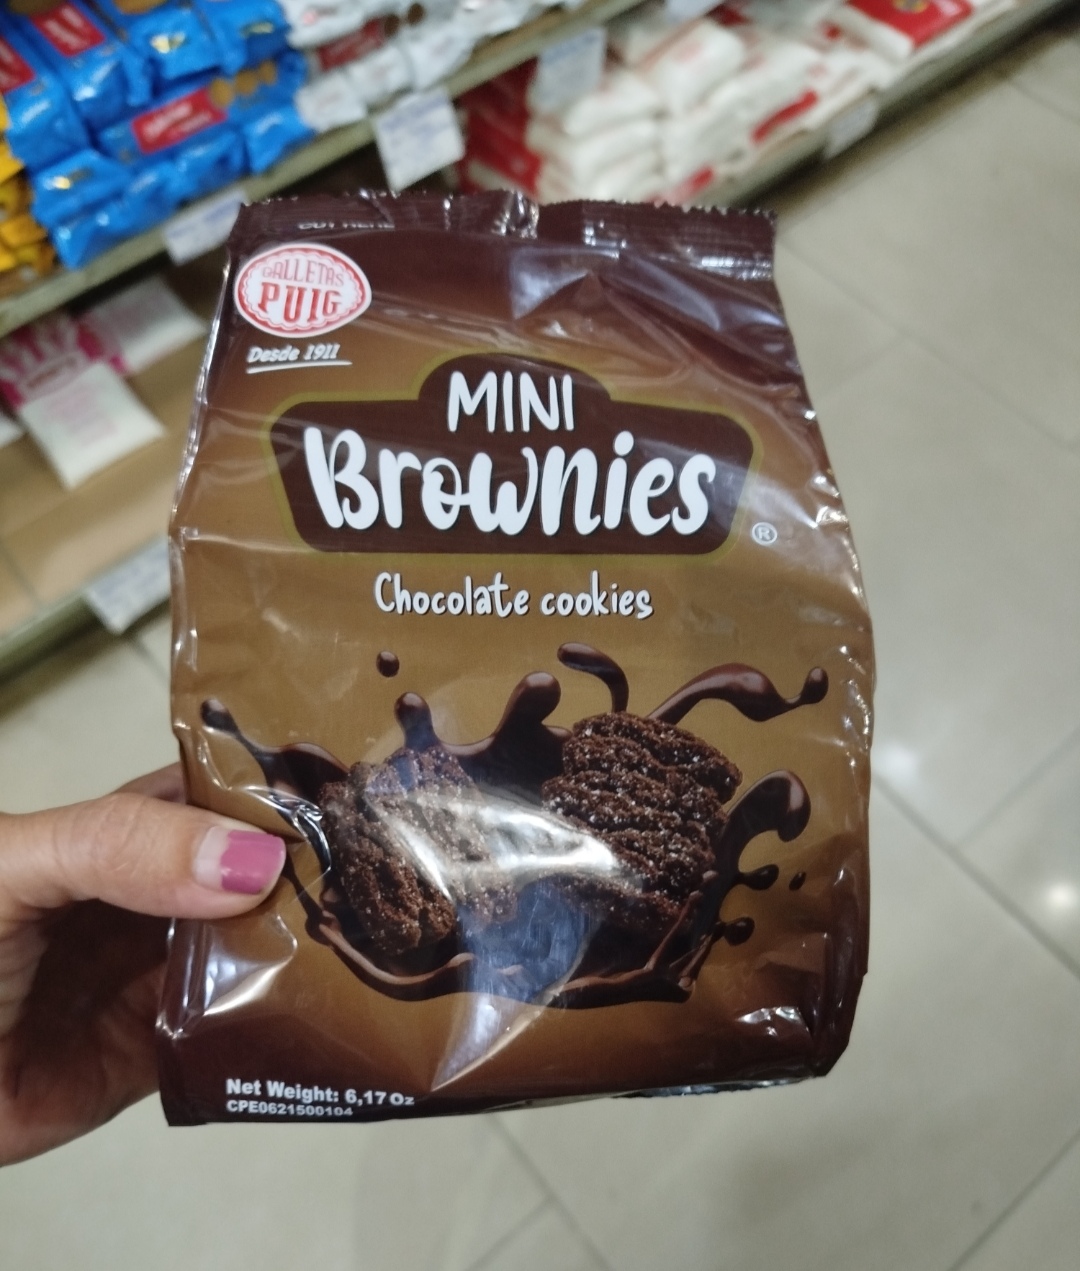 GALLETAS
PUIG
Desde 1911
MINI
Brownies
®
Chocolate cookies
Net Weight: 6,17 Oz
CPE0621500104